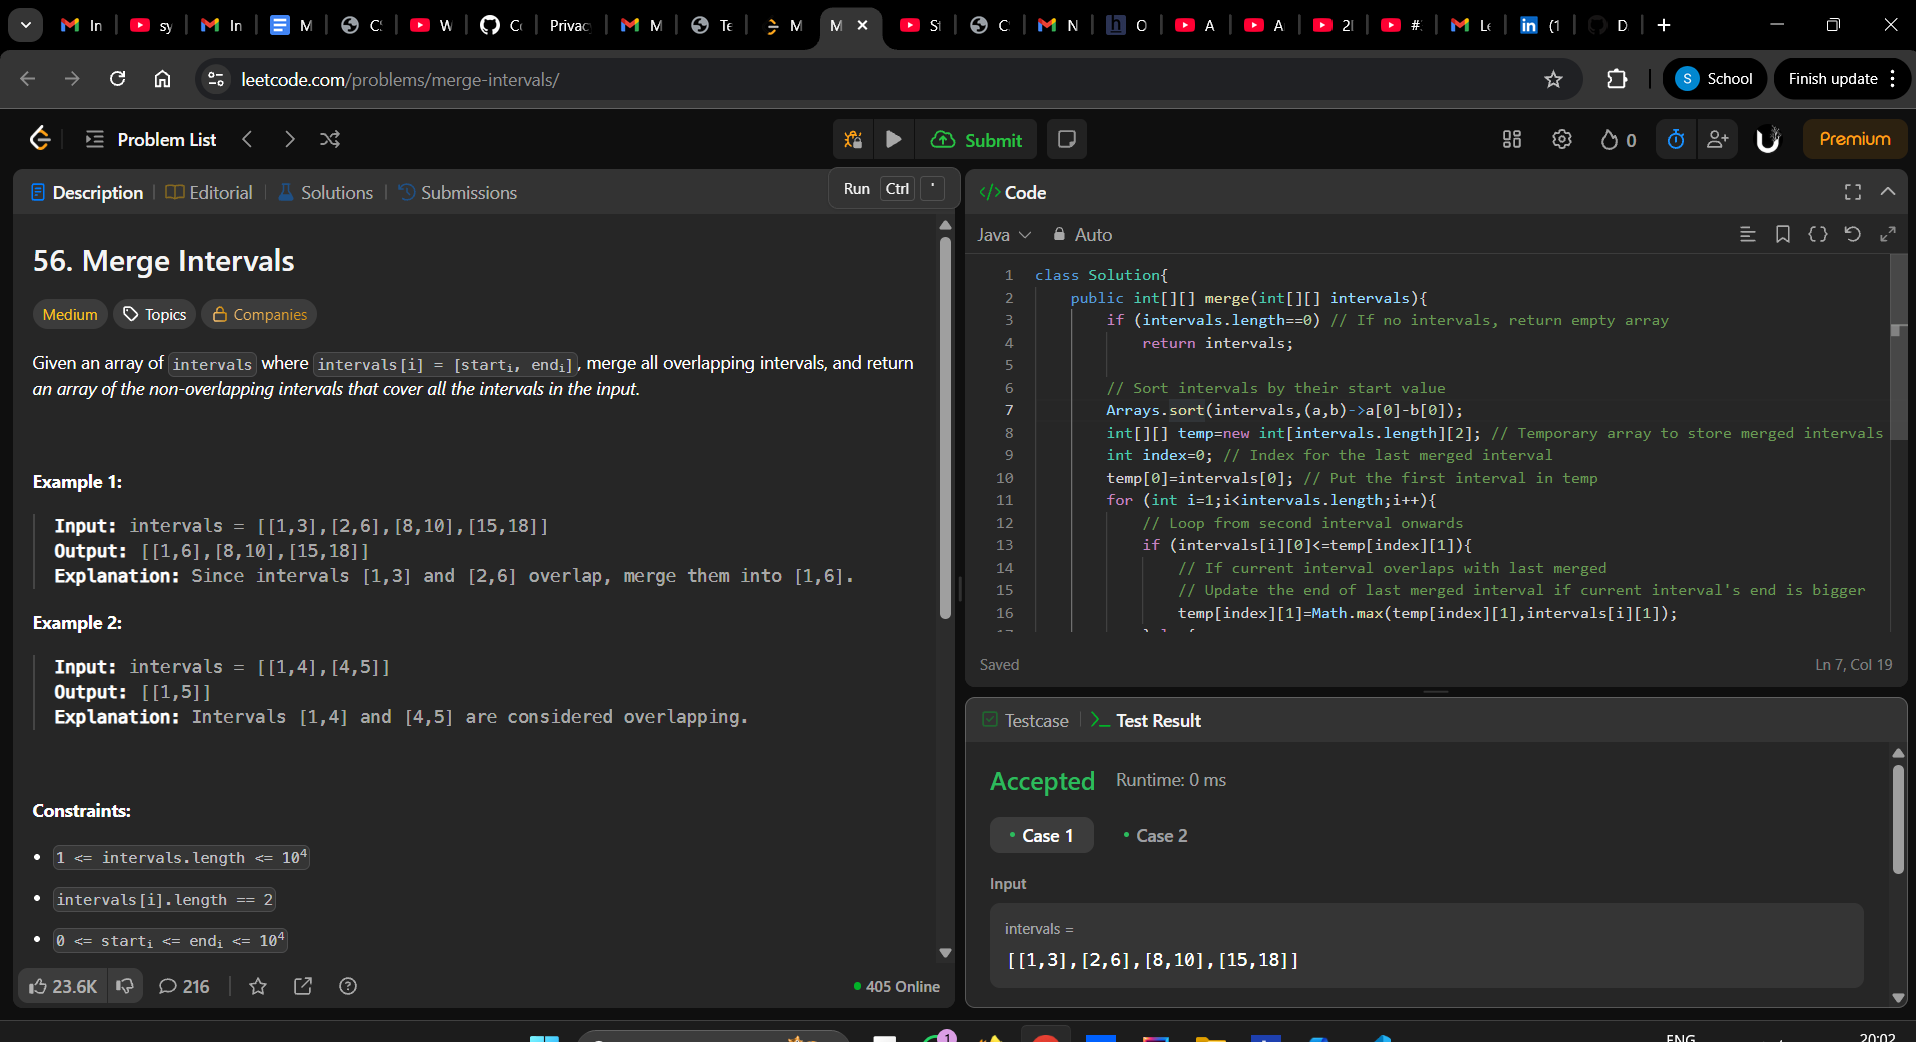 In
sy
In
M
CS
W
Co
Privac
M
Te
M
M
St
C
N
O
A
A
2I
#:
Le
(1
D
leetcode.com/problems/merge-intervals/
S School
Finish update
Problem List
Submit
0
Premium
Description
Editorial
Solutions
Submissions
Run Ctrl '
56. Merge Intervals
Medium
Topics
Companies
Given an array of intervals where intervals[i] = [starti, endi], merge all overlapping intervals, and return
an array of the non-overlapping intervals that cover all the intervals in the input.
Example 1:
Input: intervals = [[1,3],[2,6],[8,10],[15,18]]
Output: [[1,6],[8,10],[15,18]]
Explanation: Since intervals [1,3] and [2,6] overlap, merge them into [1,6].
Example 2:
Input: intervals = [[1,4],[4,5]]
Output: [[1,5]]
Explanation: Intervals [1,4] and [4,5] are considered overlapping.
Constraints:
• 1 <= intervals.length <= 10⁴
• intervals[i].length == 2
• 0 <= starti <= endi <= 10⁴
23.6K
216
405 Online
</> Code
Java
Auto
1 class Solution{
2 public int[][] merge(int[][] intervals){
3 if (intervals.length==0) // If no intervals, return empty array
4 return intervals;
5
6 // Sort intervals by their start value
7 Arrays.sort(intervals,(a,b)->a[0]-b[0]);
8 int[][] temp=new int[intervals.length][2]; // Temporary array to store merged intervals
9 int index=0; // Index for the last merged interval
10 temp[0]=intervals[0]; // Put the first interval in temp
11 for (int i=1;i<intervals.length;i++){
12 // Loop from second interval onwards
13 if (intervals[i][0]<=temp[index][1]){
14 // If current interval overlaps with last merged
15 // Update the end of last merged interval if current interval's end is bigger
16 temp[index][1]=Math.max(temp[index][1],intervals[i][1]);
Saved
Ln 7, Col 19
Testcase
Test Result
Accepted
Runtime: 0 ms
• Case 1
• Case 2
Input
intervals =
[[1,3],[2,6],[8,10],[15,18]]
1
ENG
20:02